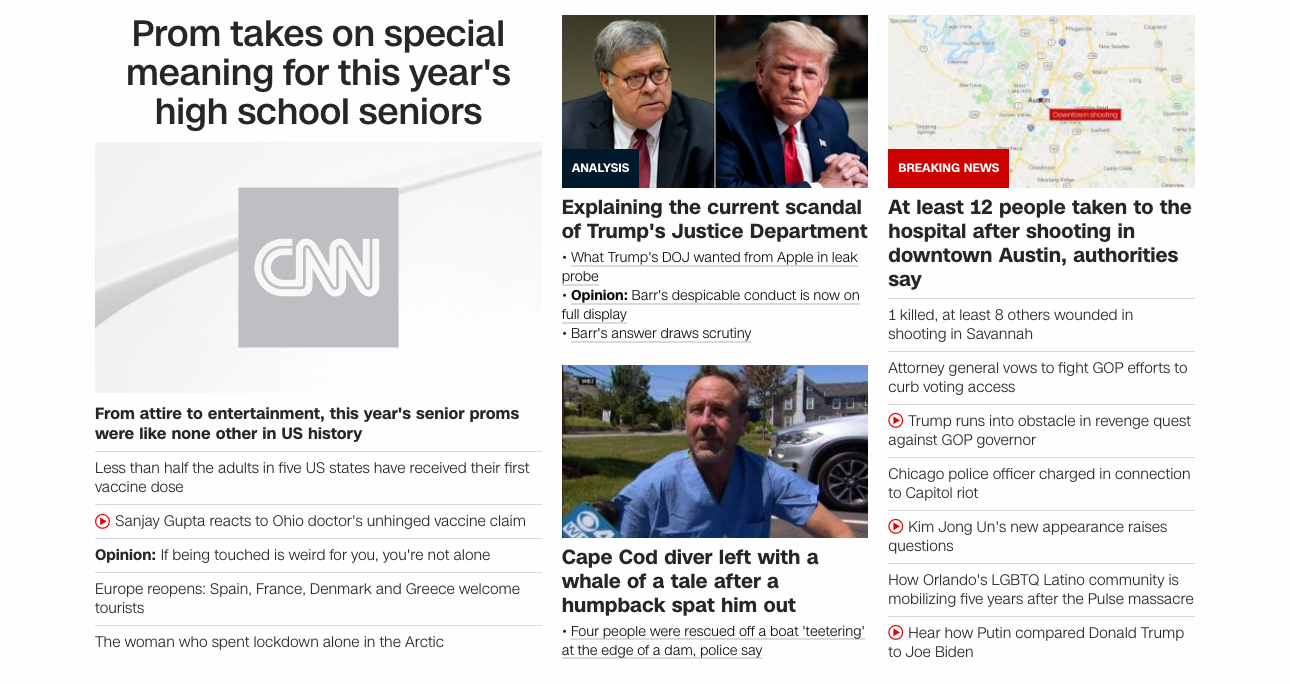 Prom takes on special
meaning for this year's
high school seniors
CNN
From attire to entertainment, this year's senior proms
were like none other in US history
Less than half the adults in five US states have received their first
vaccine dose
Sanjay Gupta reacts to Ohio doctor's unhinged vaccine claim
Opinion: If being touched is weird for you, you're not alone
Europe reopens: Spain, France, Denmark and Greece welcome
tourists
The woman who spent lockdown alone in the Arctic
ANALYSIS
Explaining the current scandal
of Trump's Justice Department
• What Trump's DOJ wanted from Apple in leak
probe
• Opinion: Barr's despicable conduct is now on
full display
• Barr's answer draws scrutiny
WBZ
4
Cape Cod diver left with a
whale of a tale after a
humpback spat him out
• Four people were rescued off a boat 'teetering'
at the edge of a dam, police say
Austin
Downtown shooting
BREAKING NEWS
At least 12 people taken to the
hospital after shooting in
downtown Austin, authorities
say
1 killed, at least 8 others wounded in
shooting in Savannah
Attorney general vows to fight GOP efforts to
curb voting access
Trump runs into obstacle in revenge quest
against GOP governor
Chicago police officer charged in connection
to Capitol riot
Kim Jong Un's new appearance raises
questions
How Orlando's LGBTQ Latino community is
mobilizing five years after the Pulse massacre
Hear how Putin compared Donald Trump
to Joe Biden